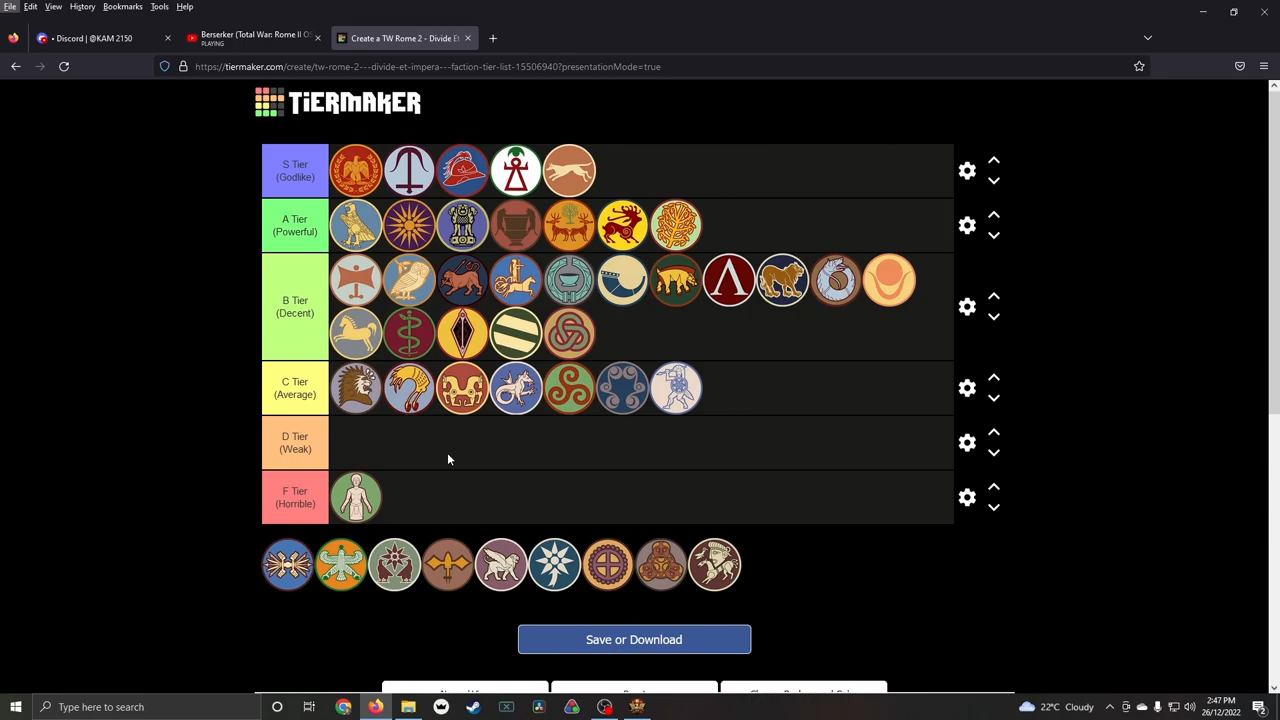 File Edit View History Bookmarks Tools Help
• Discord | @KAM 2150
Berserker (Total War: Rome II OS
PLAYING
Create a TW Rome 2 - Divide Et
https://tiermaker.com/create/tw-rome-2---divide-et-impera---faction-tier-list-15506940?presentationMode=true
TiERMAKER
S Tier
(Godlike)
A Tier
(Powerful)
B Tier
(Decent)
C Tier
(Average)
D Tier
(Weak)
F Tier
(Horrible)
Save or Download
Type here to search
22°C Cloudy
2:47 PM
26/12/2022